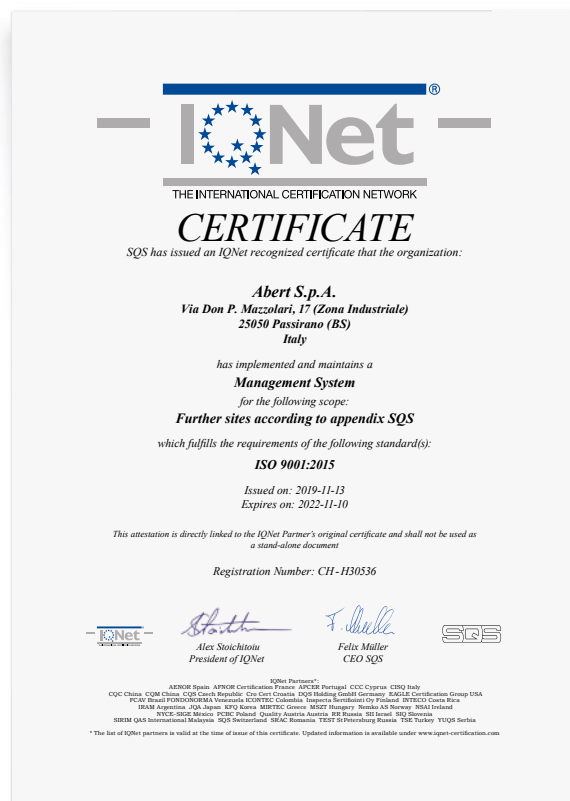 IQNet ®
THE INTERNATIONAL CERTIFICATION NETWORK
CERTIFICATE
SQS has issued an IQNet recognized certificate that the organization:
Abert S.p.A.
Via Don P. Mazzolari, 17 (Zona Industriale)
25050 Passirano (BS)
Italy
has implemented and maintains a
Management System
for the following scope:
Further sites according to appendix SQS
which fulfills the requirements of the following standard(s):
ISO 9001:2015
Issued on: 2019-11-13
Expires on: 2022-11-10
This attestation is directly linked to the IQNet Partner's original certificate and shall not be used as
a stand-alone document
Registration Number: CH-H30536
IQNet
SQS
Alex Stoichitoiu
President of IQNet
Felix Müller
CEO SQS
IQNet Partners*:
AENOR Spain AFNOR Certification France APCER Portugal CCC Cyprus CISQ Italy
CQC China CQM China CQS Czech Republic Cro Cert Croatia DQS Holding GmbH Germany EAGLE Certification Group USA
FCAV Brazil FONDONORMA Venezuela ICONTEC Colombia Inspecta Sertifiointi Oy Finland INTECO Costa Rica
IRAM Argentina JQA Japan KFQ Korea MIRTEC Greece MSZT Hungary Nemko AS Norway NSAI Ireland
NYCE-SIGE México PCBC Poland Quality Austria Austria RR Russia SII Israel SIQ Slovenia
SIRIM QAS International Malaysia SQS Switzerland SRAC Romania TEST St Petersburg Russia TSE Turkey YUQS Serbia
* The list of IQNet partners is valid at the time of issue of this certificate. Updated information is available under www.iqnet-certification.com